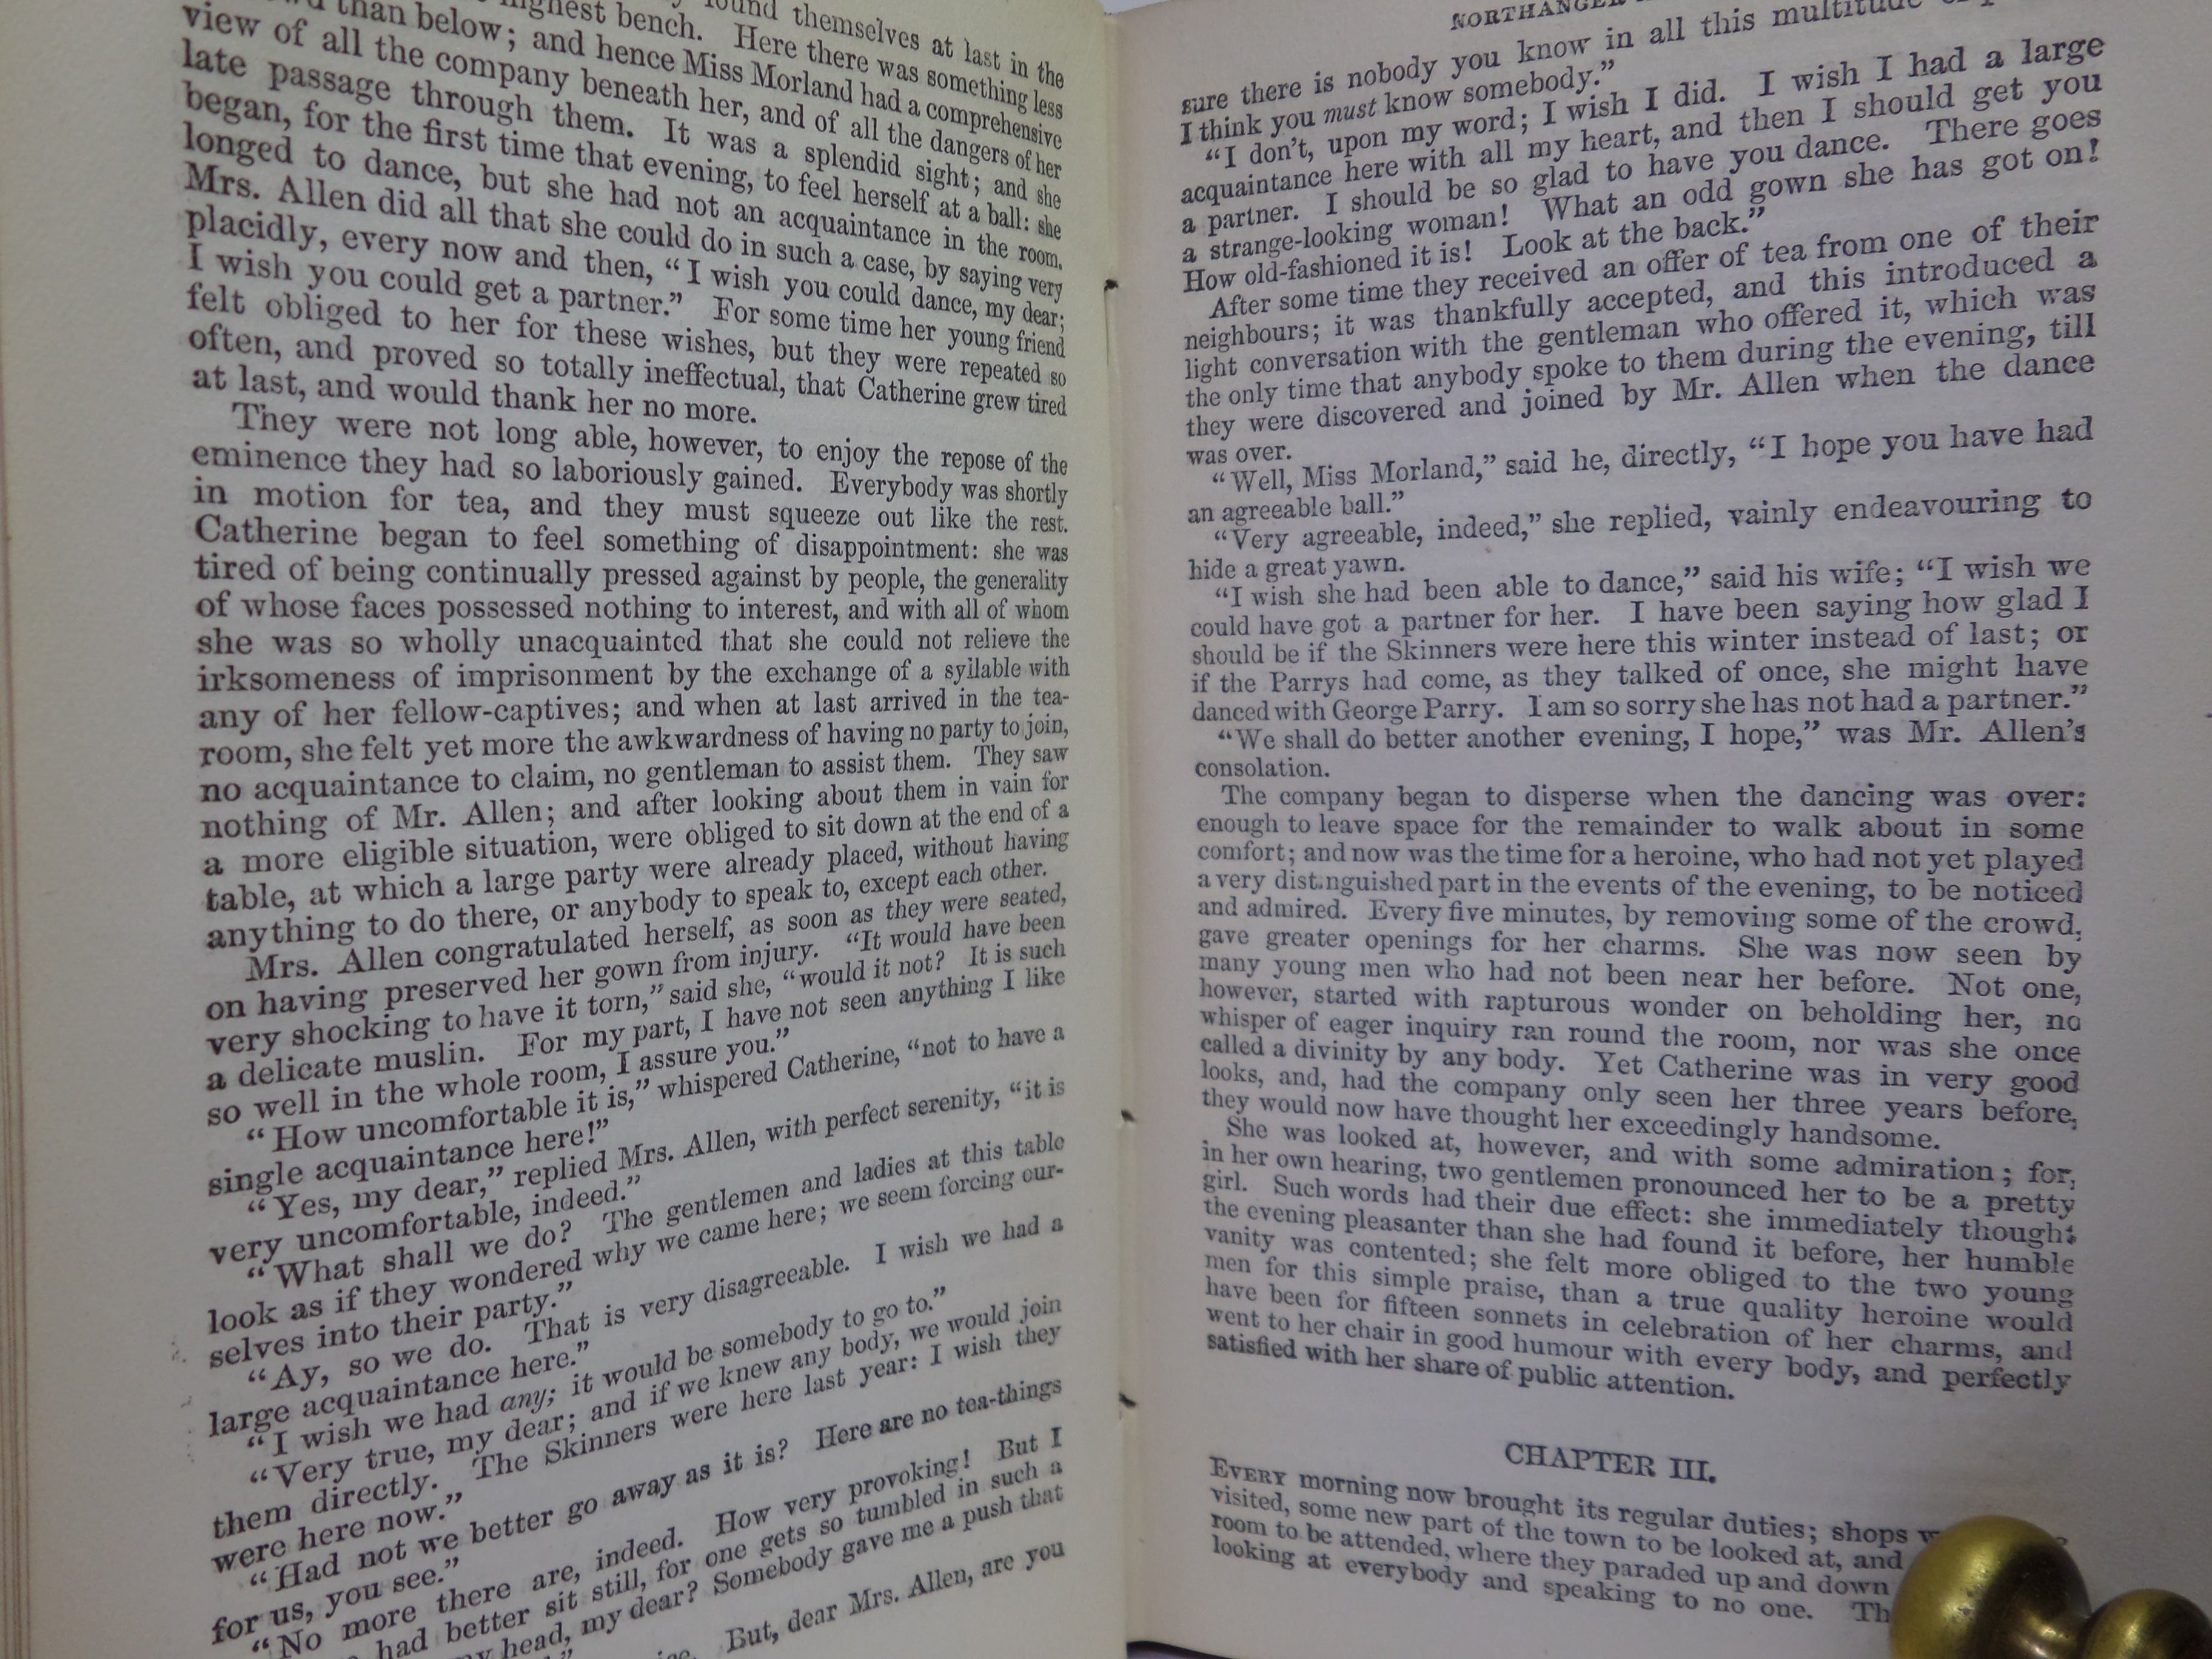 highest bench. Here there was something less
themselves at last in the
than below; and hence Miss Morland had a comprehensive
view of all the company beneath her, and of all the dangers of her
late passage through them. It was a splendid sight; and she
began, for the first time that evening, to feel herself at a ball: she
longed to dance, but she had not an acquaintance in the room.
Mrs. Allen did all that she could do in such a case, by saying very
placidly, every now and then, “I wish you could dance, my dear;
I wish you could get a partner.” For some time her young friend
felt obliged to her for these wishes, but they were repeated so
often, and proved so totally ineffectual, that Catherine grew tired
at last, and would thank her no more.
They were not long able, however, to enjoy the repose of the
eminence they had so laboriously gained. Everybody was shortly
in motion for tea, and they must squeeze out like the rest.
Catherine began to feel something of disappointment: she was
tired of being continually pressed against by people, the generality
of whose faces possessed nothing to interest, and with all of whom
she was so wholly unacquainted that she could not relieve the
irksomeness of imprisonment by the exchange of a syllable with
any of her fellow-captives; and when at last arrived in the tea-
room, she felt yet more the awkwardness of having no party to join,
no acquaintance to claim, no gentleman to assist them. They saw
nothing of Mr. Allen; and after looking about them in vain for
a more eligible situation, were obliged to sit down at the end of a
table, at which a large party were already placed, without having
anything to do there, or anybody to speak to, except each other.
Mrs. Allen congratulated herself, as soon as they were seated,
on having preserved her gown from injury. “It would have been
very shocking to have it torn,” said she, “would it not? It is such
a delicate muslin. For my part, I have not seen anything I like
so well in the whole room, I assure you.”
“How uncomfortable it is,” whispered Catherine, “not to have a
single acquaintance here!”
“Yes, my dear,” replied Mrs. Allen, with perfect serenity, “it is
very uncomfortable, indeed.”
“What shall we do? The gentlemen and ladies at this table
look as if they wondered why we came here; we seem forcing our-
selves into their party.”
“Ay, so we do. That is very disagreeable. I wish we had a
large acquaintance here.”
“I wish we had any; it would be somebody to go to.”
“Very true, my dear; and if we knew any body, we would join
them directly. The Skinners were here last year: I wish they
were here now.”
“Had not we better go away as it is? Here are no tea-things
for us, you see.”
“No more there are, indeed. How very provoking! But I
had better sit still, for one gets so tumbled in such a
head, my dear? Somebody gave me a push that
But, dear Mrs. Allen, are you
NORTHANGER
sure there is nobody you know in all this multitude
I think you must know somebody.”
“I don’t, upon my word; I wish I did. I wish I had a large
acquaintance here with all my heart, and then I should get you
a partner. I should be so glad to have you dance. There goes
a strange-looking woman! What an odd gown she has got on!
How old-fashioned it is! Look at the back.”
After some time they received an offer of tea from one of their
neighbours; it was thankfully accepted, and this introduced a
light conversation with the gentleman who offered it, which was
the only time that anybody spoke to them during the evening, till
they were discovered and joined by Mr. Allen when the dance
was over.
“Well, Miss Morland,” said he, directly, “I hope you have had
an agreeable ball.”
“Very agreeable, indeed,” she replied, vainly endeavouring to
hide a great yawn.
“I wish she had been able to dance,” said his wife; “I wish we
could have got a partner for her. I have been saying how glad I
should be if the Skinners were here this winter instead of last; or
if the Parrys had come, as they talked of once, she might have
danced with George Parry. I am so sorry she has not had a partner.”
“We shall do better another evening, I hope,” was Mr. Allen’s
consolation.
The company began to disperse when the dancing was over:
enough to leave space for the remainder to walk about in some
comfort; and now was the time for a heroine, who had not yet played
a very distinguished part in the events of the evening, to be noticed
and admired. Every five minutes, by removing some of the crowd,
gave greater openings for her charms. She was now seen by
many young men who had not been near her before. Not one,
however, started with rapturous wonder on beholding her, no
whisper of eager inquiry ran round the room, nor was she once
called a divinity by any body. Yet Catherine was in very good
looks, and, had the company only seen her three years before,
they would now have thought her exceedingly handsome.
She was looked at, however, and with some admiration; for,
in her own hearing, two gentlemen pronounced her to be a pretty
girl. Such words had their due effect: she immediately thought
the evening pleasanter than she had found it before, her humble
vanity was contented; she felt more obliged to the two young
men for this simple praise, than a true quality heroine would
have been for fifteen sonnets in celebration of her charms, and
went to her chair in good humour with every body, and perfectly
satisfied with her share of public attention.
CHAPTER III.
EVERY morning now brought its regular duties; shops
visited, some new part of the town to be looked at, and
room to be attended, where they paraded up and down
looking at everybody and speaking to no one.